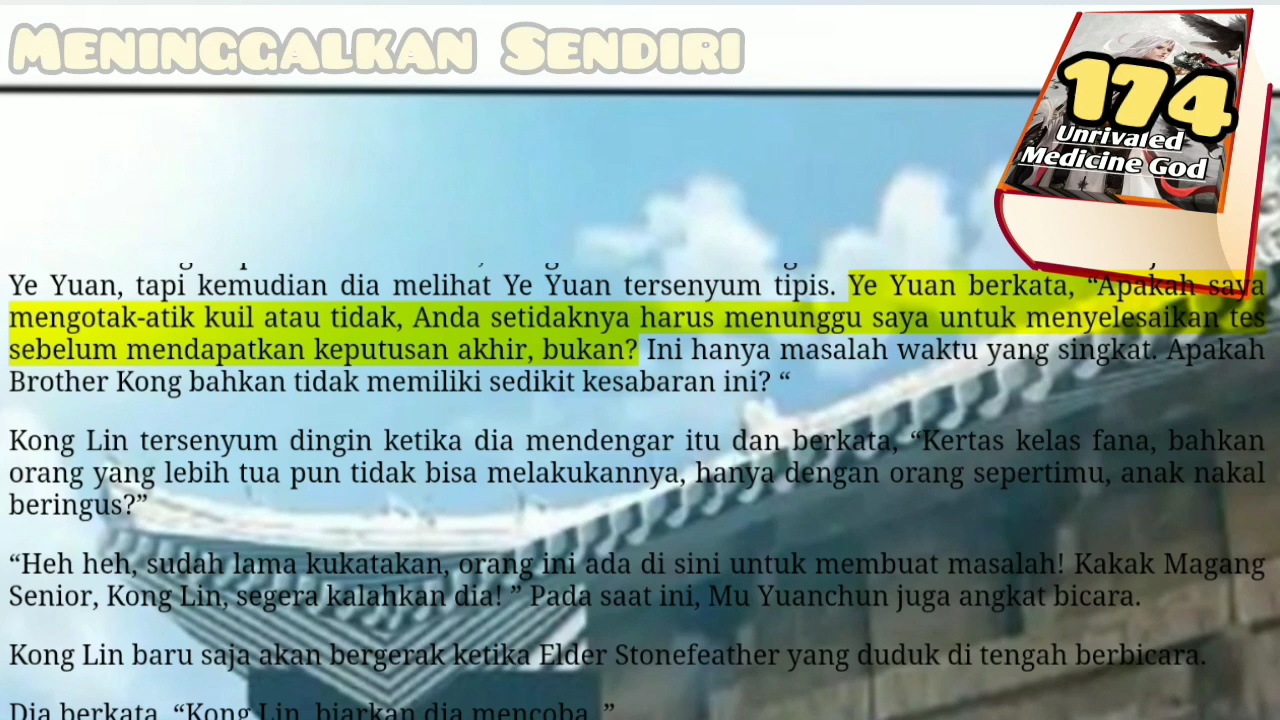 Meninggalkan Sendiri
174
Unrivaled
Medicine God
Ye Yuan, tapi kemudian dia melihat Ye Yuan tersenyum tipis. Ye Yuan berkata, “Apakah saya
mengotak-atik kuil atau tidak, Anda setidaknya harus menunggu saya untuk menyelesaikan tes
sebelum mendapatkan keputusan akhir, bukan? Ini hanya masalah waktu yang singkat. Apakah
Brother Kong bahkan tidak memiliki sedikit kesabaran ini? “
Kong Lin tersenyum dingin ketika dia mendengar itu dan berkata, “Kertas kelas fana, bahkan
orang yang lebih tua pun tidak bisa melakukannya, hanya dengan orang sepertimu, anak nakal
beringus?”
“Heh heh, sudah lama kukatakan, orang ini ada di sini untuk membuat masalah! Kakak Magang
Senior, Kong Lin, segera kalahkan dia! ” Pada saat ini, Mu Yuanchun juga angkat bicara.
Kong Lin baru saja akan bergerak ketika Elder Stonefeather yang duduk di tengah berbicara.
Dia berkata, “Kong Lin, biarkan dia mencoba. ”